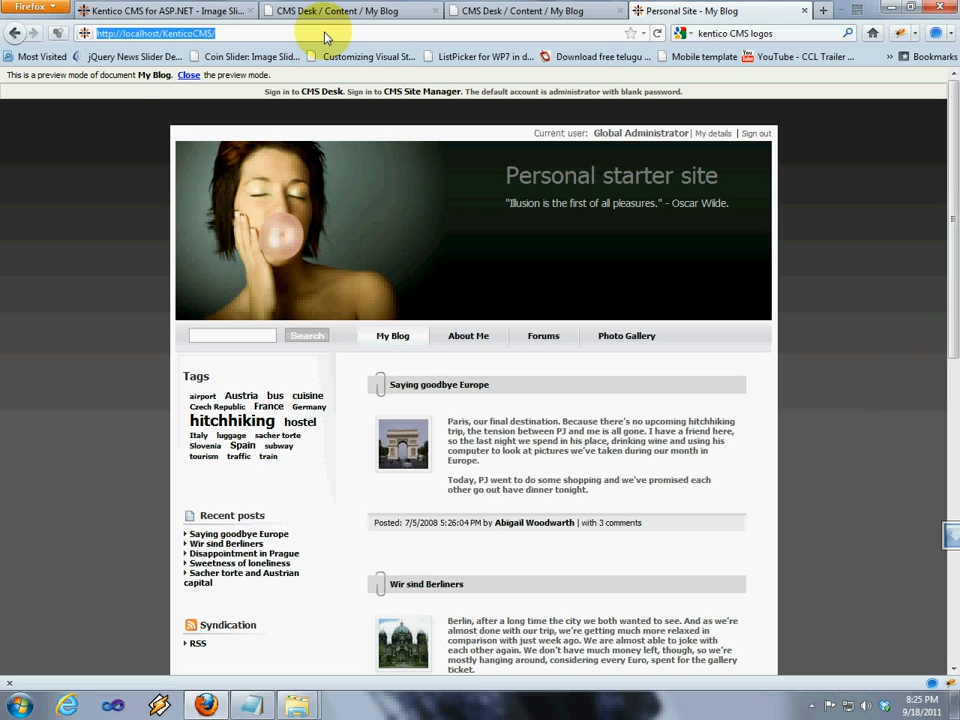 Firefox
Kentico CMS for ASP.NET - Image Sli...
CMS Desk / Content / My Blog
CMS Desk / Content / My Blog
Personal Site - My Blog
http://localhost/KenticoCMS/
kentico CMS logos
Most Visited
jQuery News Slider De...
Coin Slider: Image Slid...
Customizing Visual St...
ListPicker for WP7 in d...
Download free telugu ...
Mobile template
YouTube - CCL Trailer ...
»
Bookmarks
This is a preview mode of document My Blog. Close the preview mode.
Sign in to CMS Desk. Sign in to CMS Site Manager. The default account is administrator with blank password.
Current user: Global Administrator | My details | Sign out
Personal starter site
"Illusion is the first of all pleasures." - Oscar Wilde.
Search
My Blog
About Me
Forums
Photo Gallery
Tags
airport Austria bus cuisine
Czech Republic France Germany
hitchhiking hostel
Italy luggage sacher torte
Slovenia Spain subway
tourism traffic train
Recent posts
Saying goodbye Europe
Wir sind Berliners
Disappointment in Prague
Sweetness of loneliness
Sacher torte and Austrian
capital
Syndication
RSS
Saying goodbye Europe
Paris, our final destination. Because there's no upcoming hitchhiking
trip, the tension between PJ and me is all gone. I have a friend here,
so the last night we spend in his place, drinking wine and using his
computer to look at pictures we've taken during our month in
Europe.
Today, PJ went to do some shopping and we've promised each
other go out have dinner tonight.
Posted: 7/5/2008 5:26:04 PM by Abigail Woodwarth | with 3 comments
Wir sind Berliners
Berlin, after a long time the city we both wanted to see. And as we're
almost done with our trip, we're getting much more relaxed in
comparison with just week ago. We are almost able to joke with
each other again. We don't have much money left, though, so we're
mostly hanging around, considering every Euro, spent for the gallery
ticket.
8:25 PM
9/18/2011